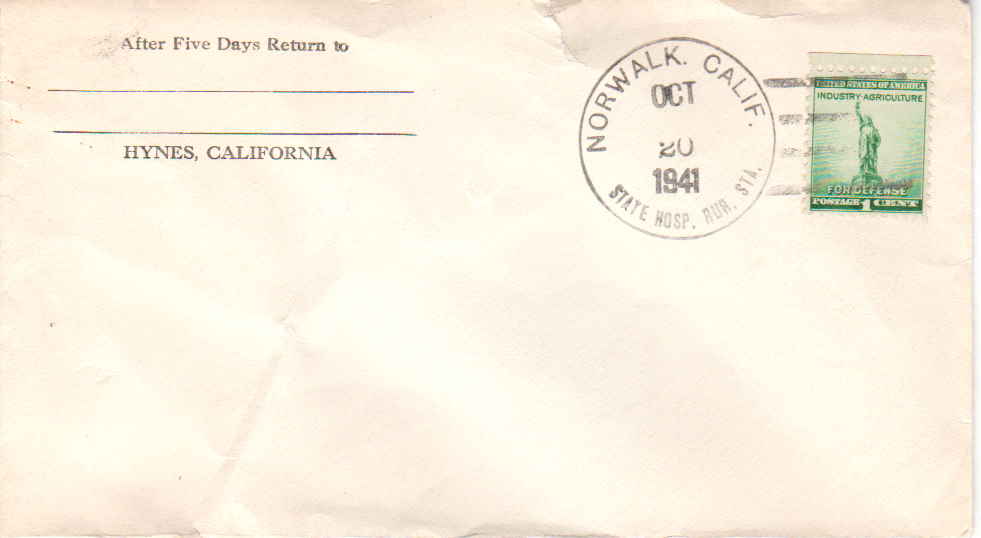 After Five Days Return to
HYNES, CALIFORNIA
NORWALK. CALIF.
OCT
20
1941
STATE HOSP. RUR. STA.
UNITED STATES OF AMERICA
INDUSTRY·AGRICULTURE
FOR DEFENSE
POSTAGE 1 CENT